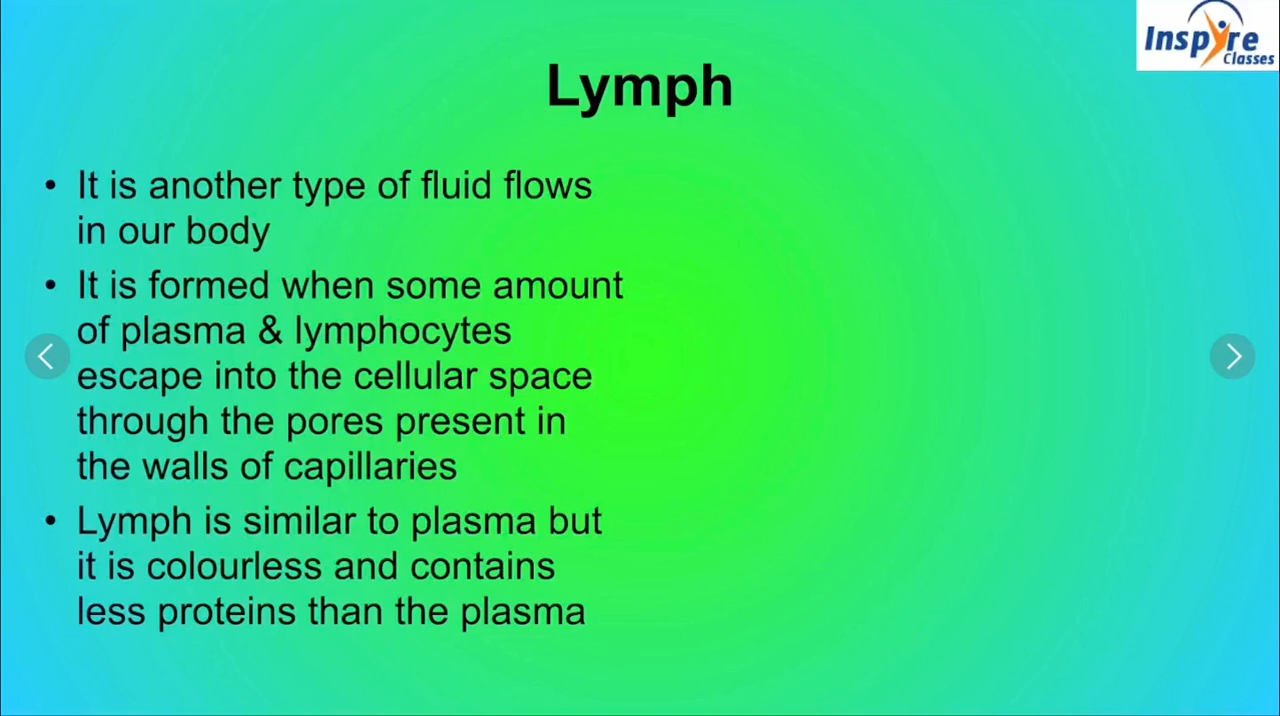 Inspire
Classes
Lymph
• It is another type of fluid flows
in our body
• It is formed when some amount
of plasma & lymphocytes
escape into the cellular space
through the pores present in
the walls of capillaries
• Lymph is similar to plasma but
it is colourless and contains
less proteins than the plasma